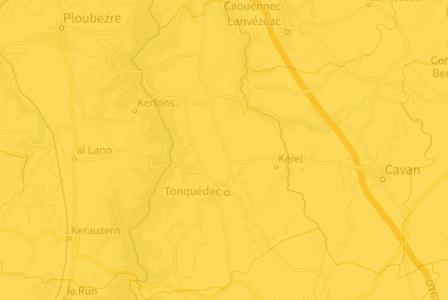 Caouënnec-
Lanvézéac
Ploubezre
Kerfons
al Lann
Kerel
Cavan
Tonquédec
Kerauzern
le Run